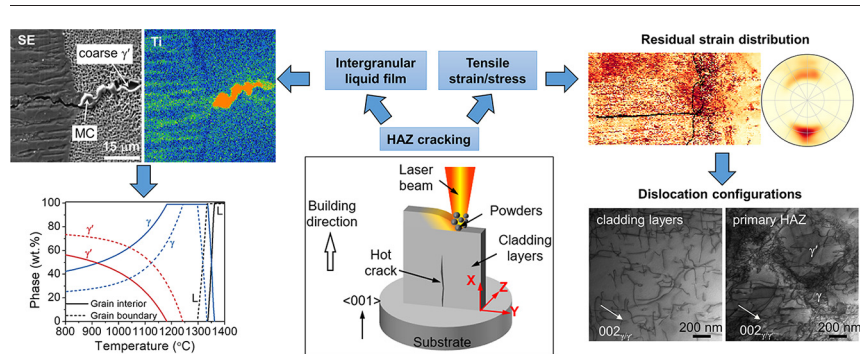 SE
coarse γ′
MC
15 μm
Ti
Intergranular
liquid film
Tensile
strain/stress
HAZ cracking
Residual strain distribution
Dislocation configurations
cladding layers
002γ/γ′
200 nm
primary HAZ
γ′
γ
002γ/γ′
200 nm
Building
direction
Laser
beam
Powders
Cladding
layers
Hot
crack
<001>
X
Z
Y
Substrate
Phase (wt.%)
100
80
60
40
20
0
γ′
γ′
γ
γ
L
L
Grain interior
Grain boundary
800 900 1000 1100 1200 1300 1400
Temperature (°C)